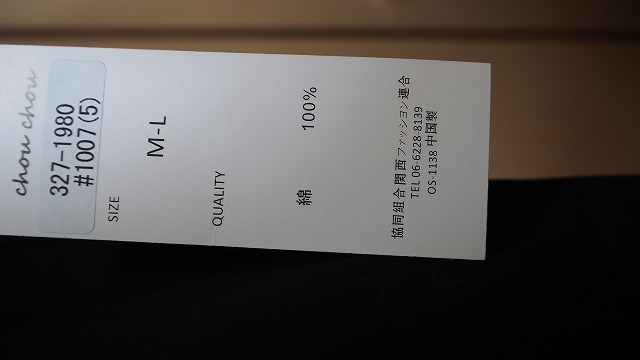 chou chou
327-1980
#1007(5)
SIZE
M-L
QUALITY
綿 100%
協同組合関西ファッション連合
TEL 06-6228-8139
OS-1138 中国製